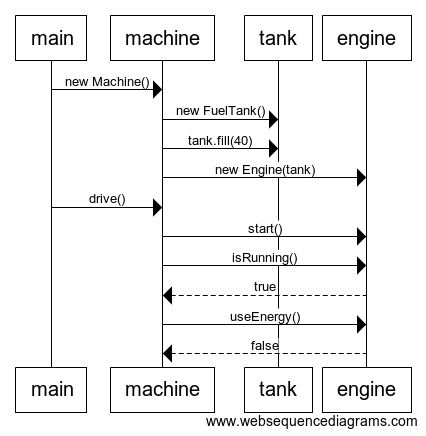 main machine tank engine
new Machine()
new FuelTank()
tank.fill(40)
new Engine(tank)
drive()
start()
isRunning()
true
useEnergy()
false
main machine tank engine
www.websequencediagrams.com